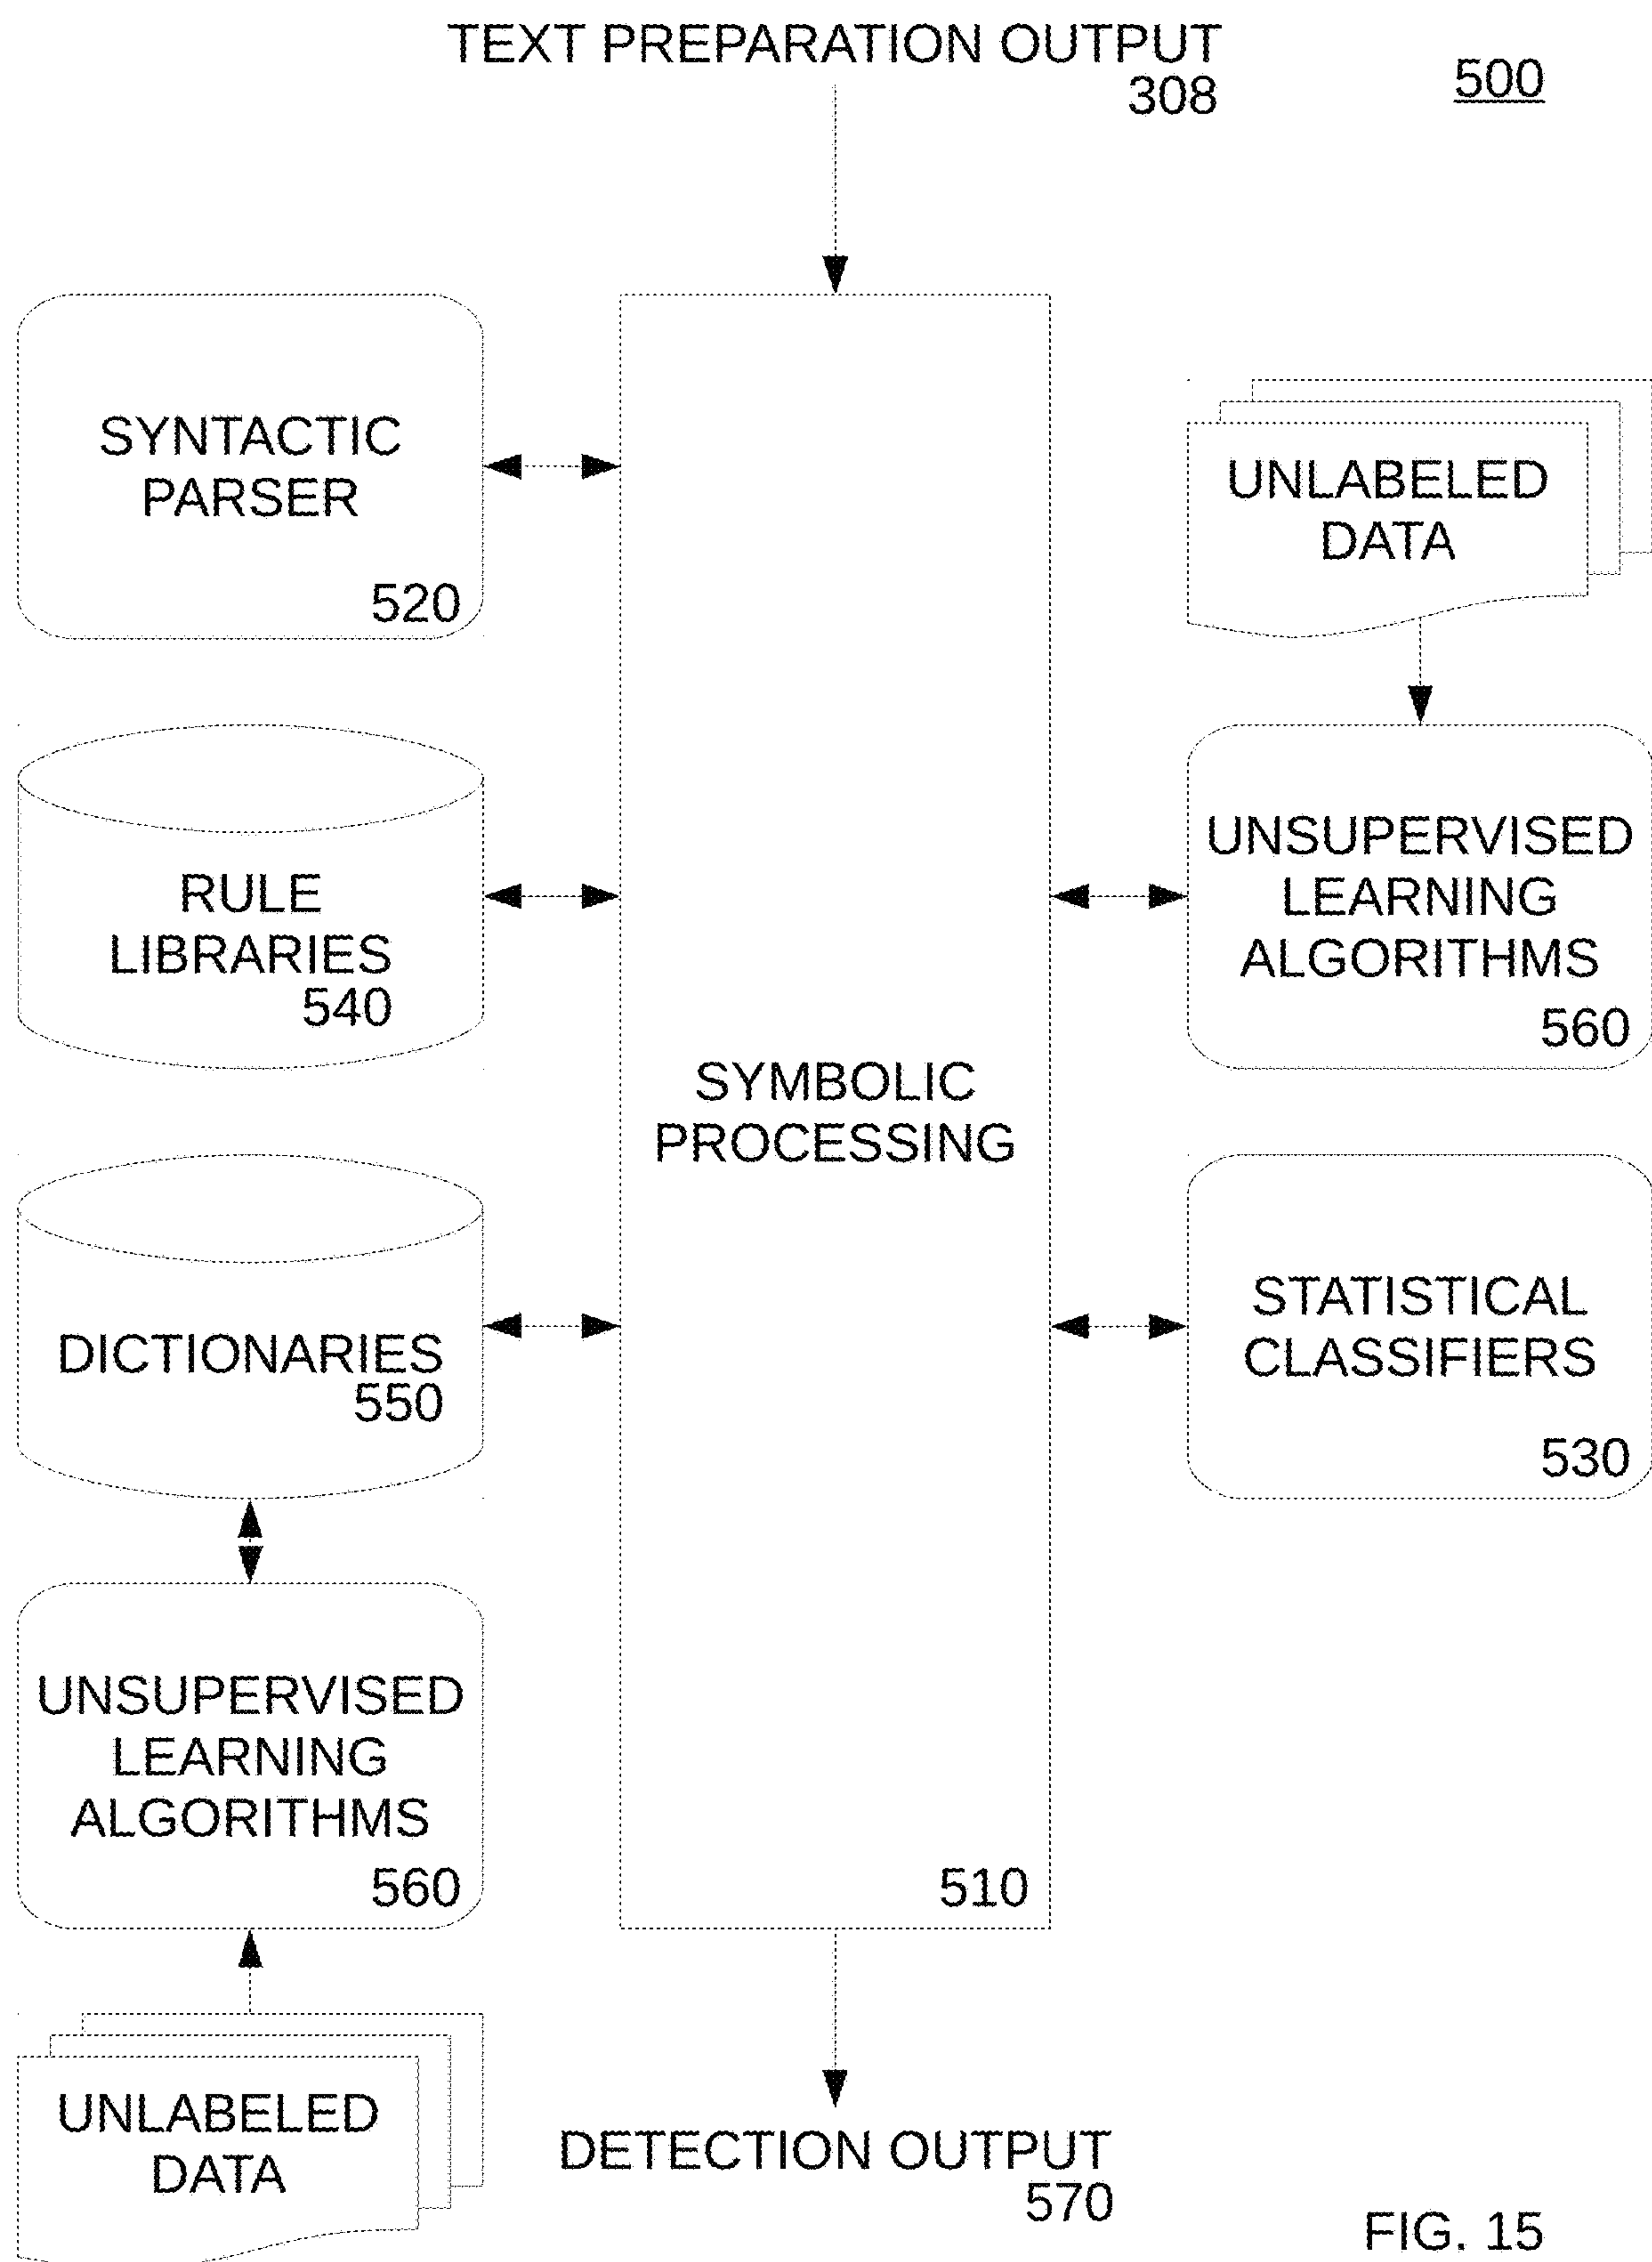 TEXT PREPARATION OUTPUT
308
500
SYNTACTIC
PARSER
520
UNLABELED
DATA
RULE
LIBRARIES
540
UNSUPERVISED
LEARNING
ALGORITHMS
560
SYMBOLIC
PROCESSING
510
DICTIONARIES
550
STATISTICAL
CLASSIFIERS
530
UNSUPERVISED
LEARNING
ALGORITHMS
560
UNLABELED
DATA
DETECTION OUTPUT
570
FIG. 15